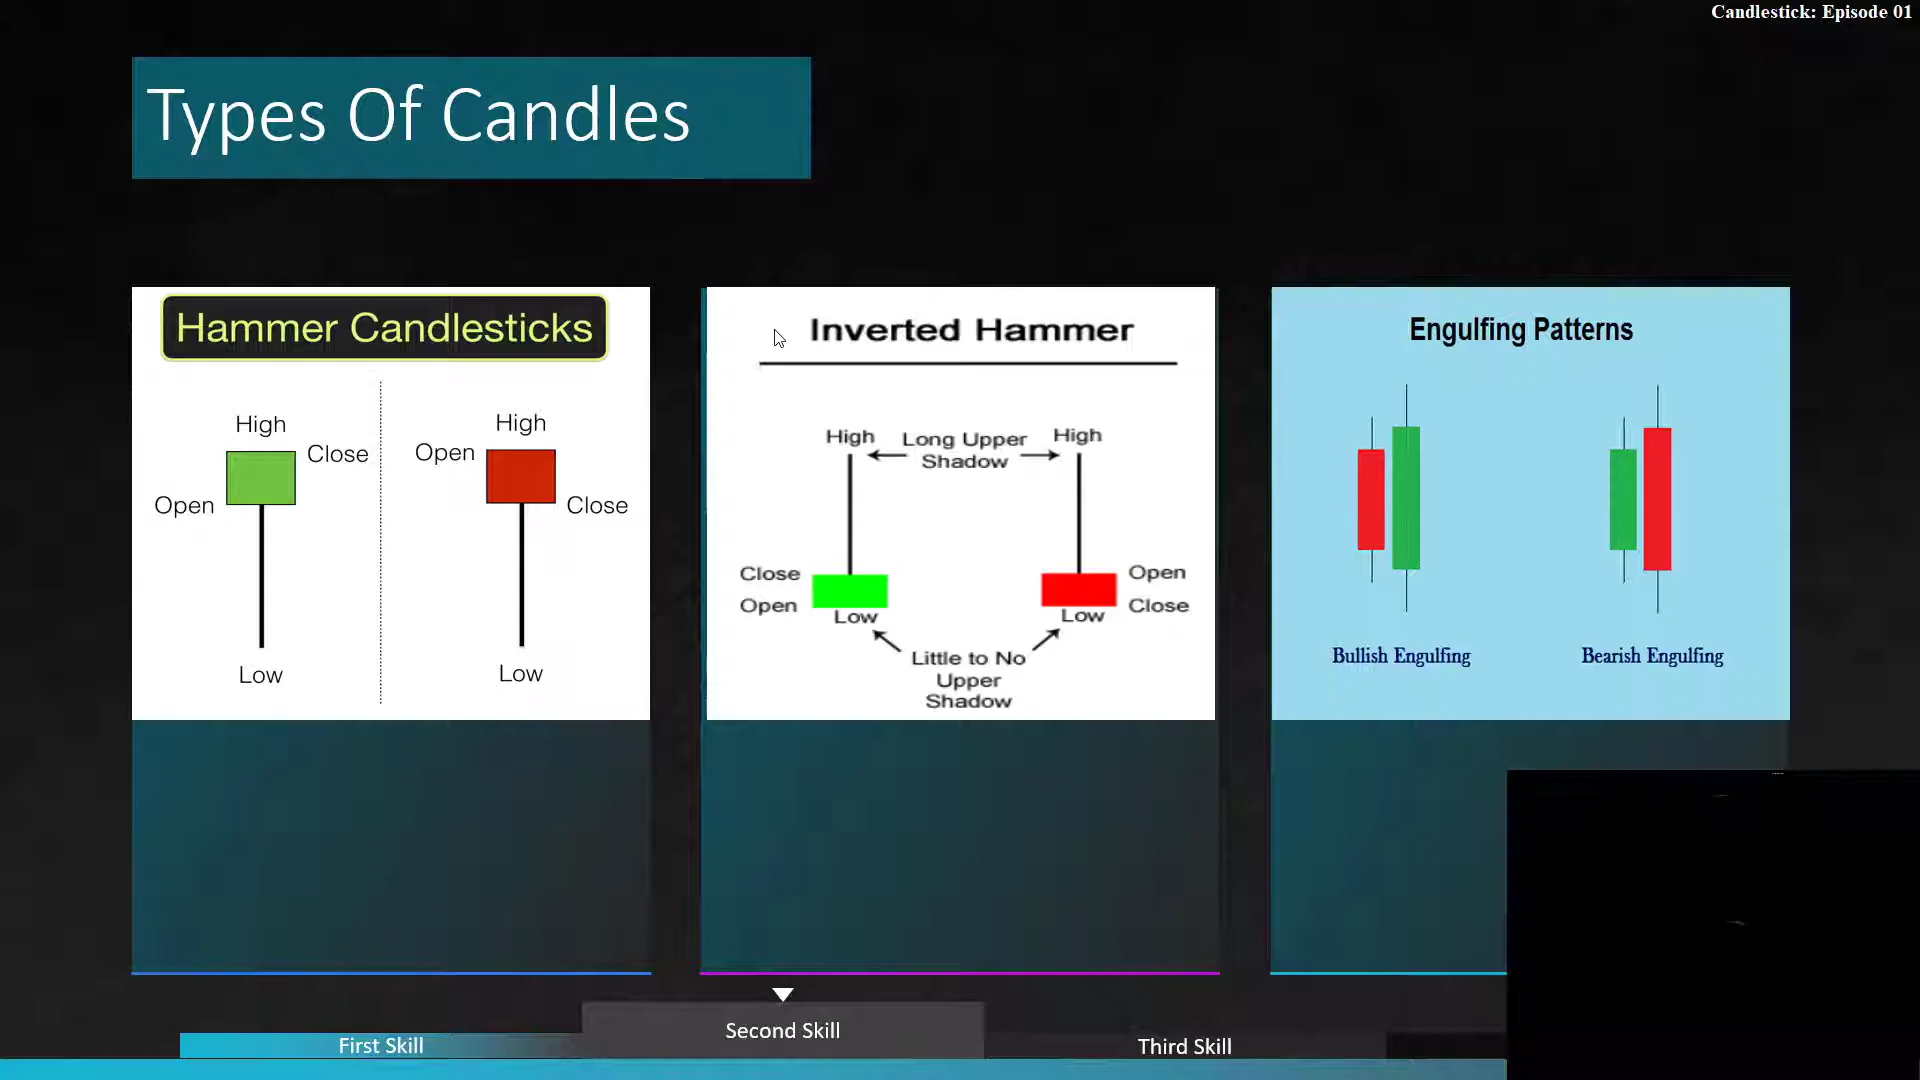 Candlestick: Episode 01
Types Of Candles
Hammer Candlesticks
High
Close
Open
Low
High
Open
Close
Low
Inverted Hammer
High
Long Upper
Shadow
High
Close
Open
Low
Open
Close
Low
Little to No
Upper
Shadow
Engulfing Patterns
Bullish Engulfing
Bearish Engulfing
First Skill
Second Skill
Third Skill